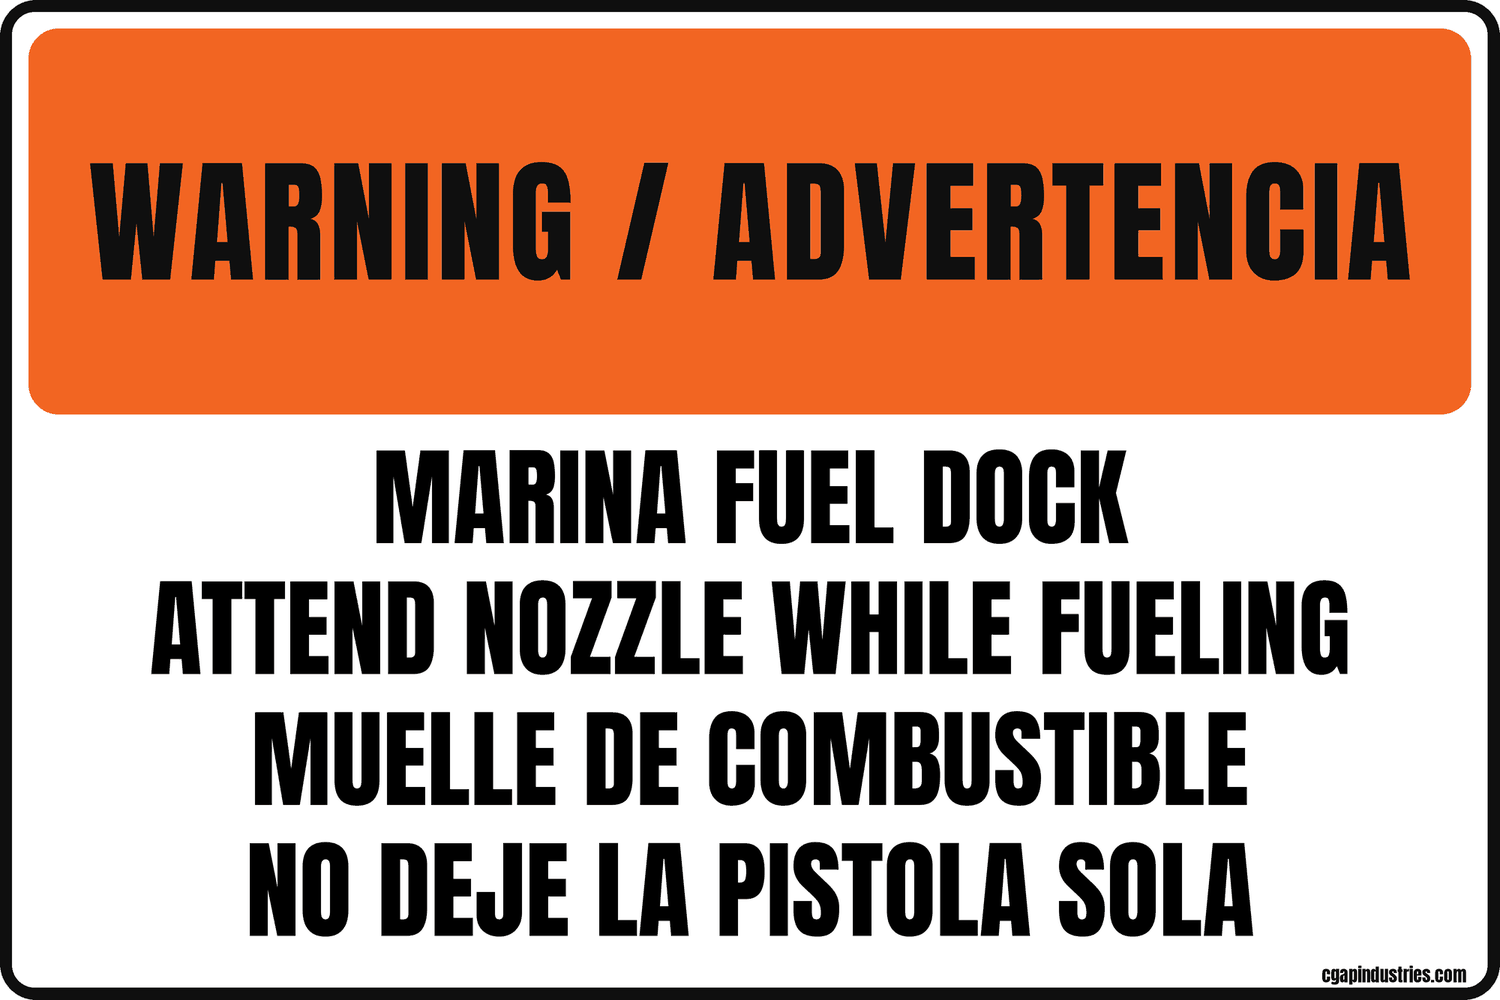 WARNING / ADVERTENCIA
MARINA FUEL DOCK
ATTEND NOZZLE WHILE FUELING
MUELLE DE COMBUSTIBLE
NO DEJE LA PISTOLA SOLA
cgapindustries.com